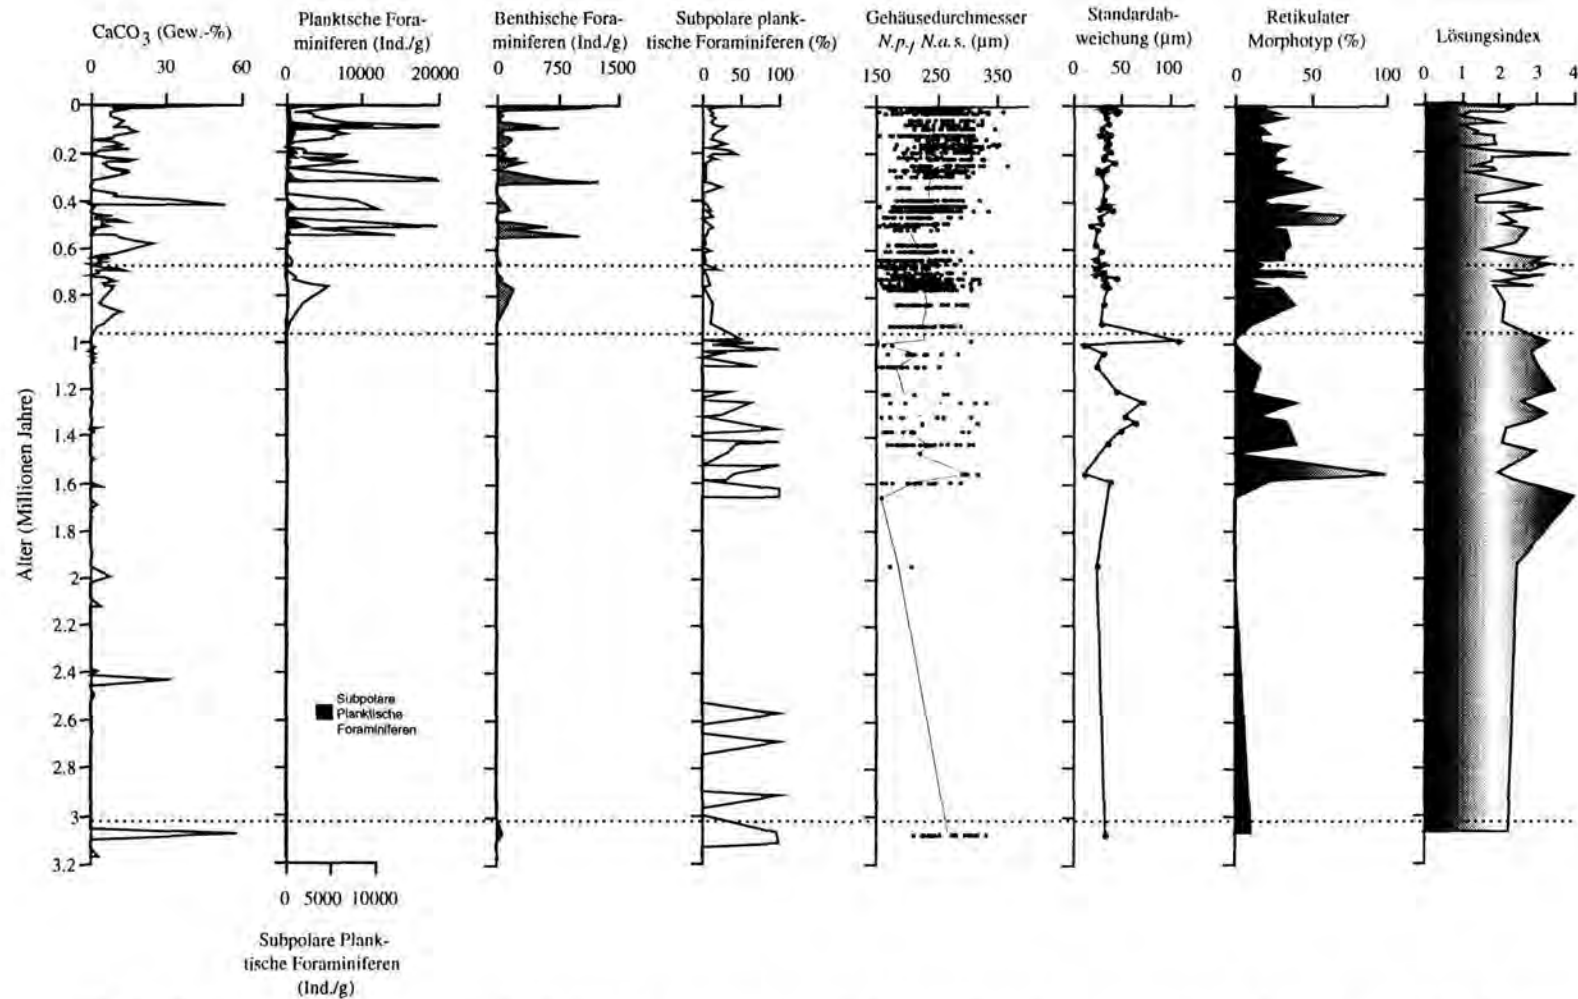 CaCO3 (Gew.-%)
Planktsche Fora-
miniferen (Ind./g)
Benthische Fora-
miniferen (Ind./g)
Subpolare plank-
tische Foraminiferen (%)
Gehäusedurchmesser
N.p./ N.a.s. (µm)
Standardab-
weichung (µm)
Retikulater
Morphotyp (%)
Lösungsindex
0 30 60
0 10000 20000
0 750 1500
0 50 100
150 250 350
0 50 100
0 50 100
0 1 2 3 4
Alter (Millionen Jahre)
0
0.2
0.4
0.6
0.8
1
1.2
1.4
1.6
1.8
2
2.2
2.4
2.6
2.8
3
3.2
Subpolare
Planktische
Foraminiferen
0 5000 10000
Subpolare Plank-
tische Foraminiferen
(Ind./g)